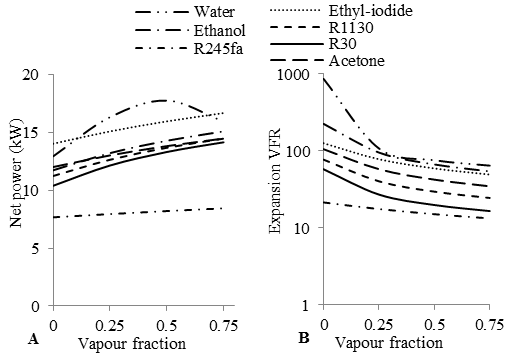 Water
Ethanol
R245fa
Ethyl-iodide
R1130
R30
Acetone
Net power (kW)
20
15
10
5
0
0 0.25 0.5 0.75
A Vapour fraction
Expansion VFR
1000
100
10
1
0 0.25 0.5 0.75
B Vapour fraction